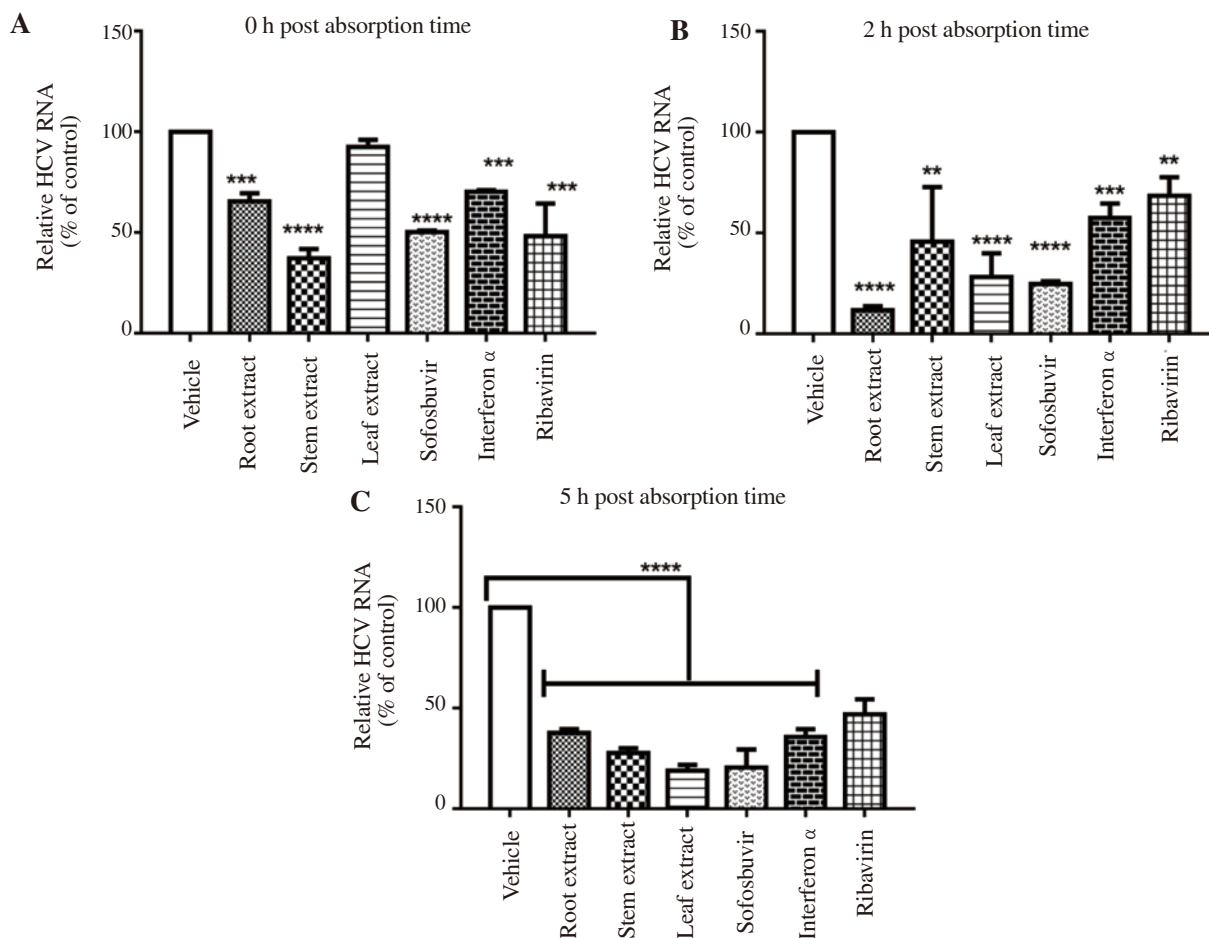 A
0 h post absorption time
Relative HCV RNA
(% of control)
150
100
50
0
***
****
****
***
***
Vehicle
Root extract
Stem extract
Leaf extract
Sofosbuvir
Interferon α
Ribavirin
B
2 h post absorption time
Relative HCV RNA
(% of control)
150
100
50
0
****
**
****
****
***
**
Vehicle
Root extract
Stem extract
Leaf extract
Sofosbuvir
Interferon α
Ribavirin
C
5 h post absorption time
Relative HCV RNA
(% of control)
150
100
50
0
****
Vehicle
Root extract
Stem extract
Leaf extract
Sofosbuvir
Interferon α
Ribavirin